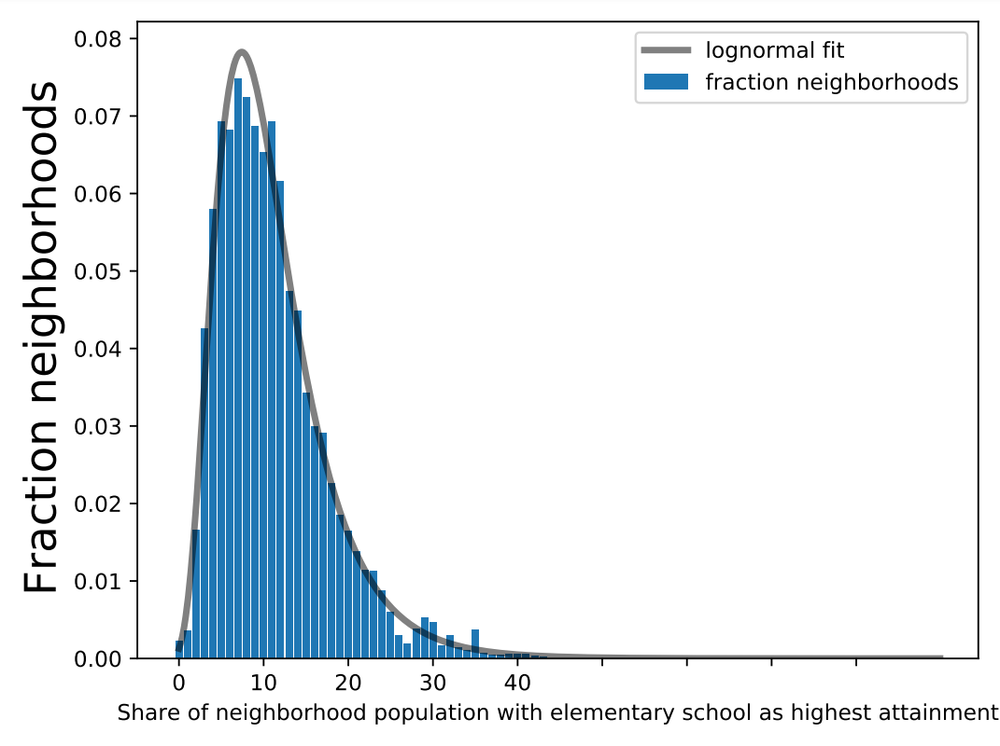 Fraction neighborhoods
0.08
0.07
0.06
0.05
0.04
0.03
0.02
0.01
0.00
lognormal fit
fraction neighborhoods
0 10 20 30 40
Share of neighborhood population with elementary school as highest attainment